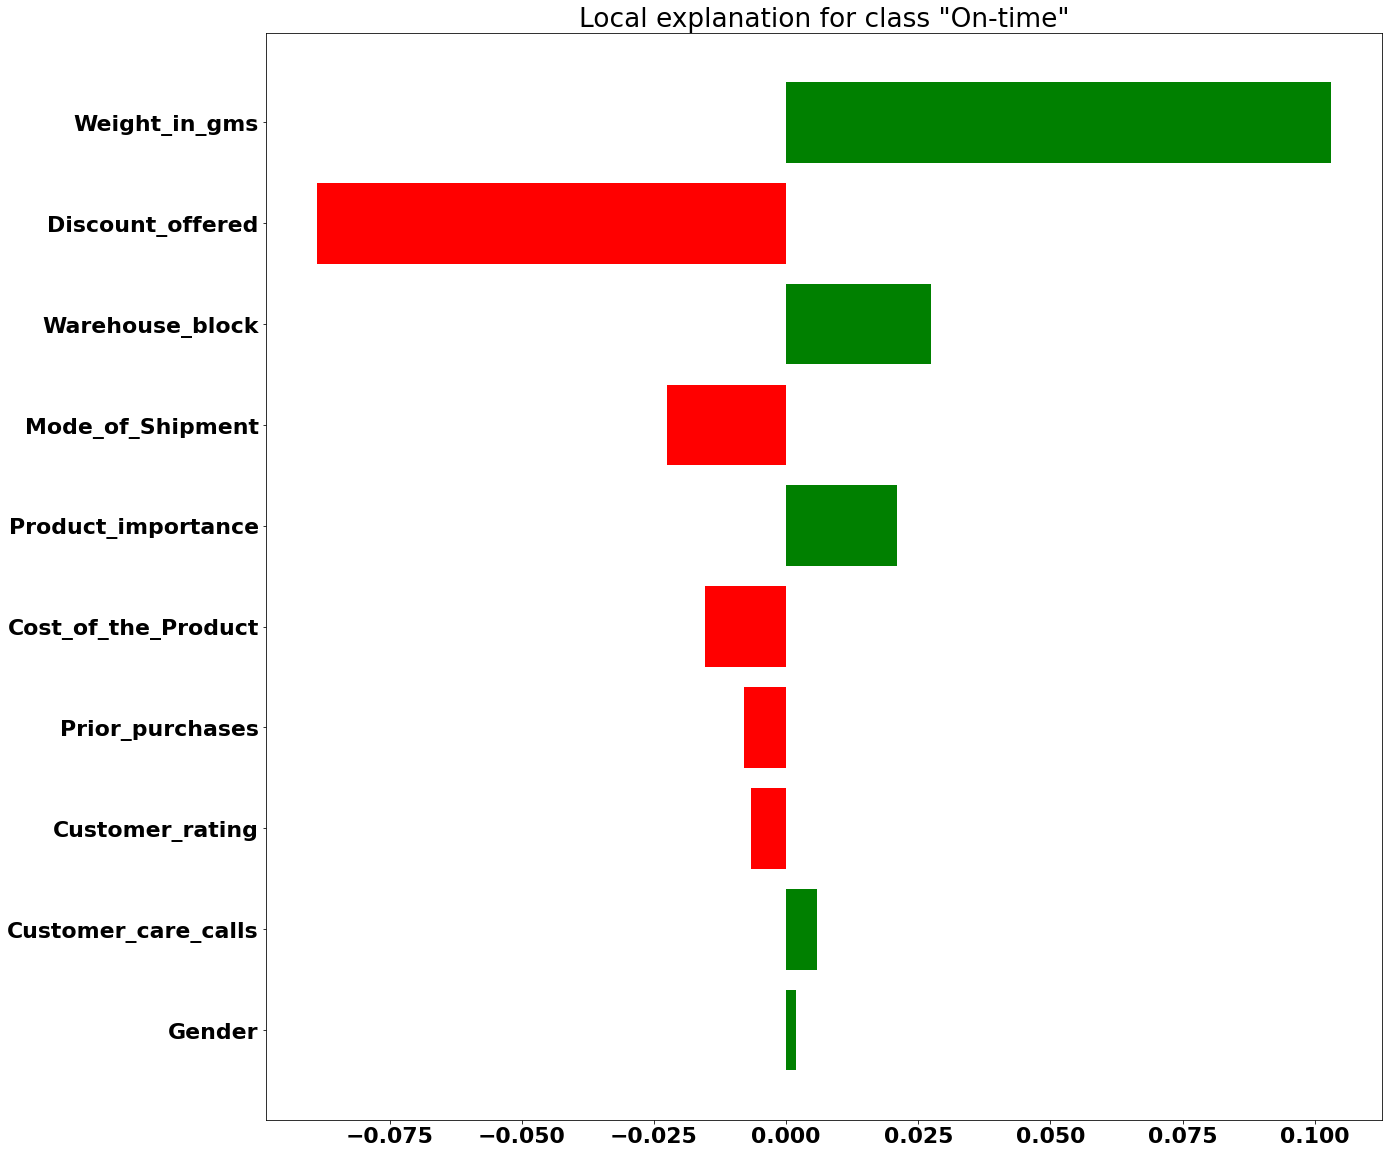 Local explanation for class "On-time"
Weight_in_gms
Discount_offered
Warehouse_block
Mode_of_Shipment
Product_importance
Cost_of_the_Product
Prior_purchases
Customer_rating
Customer_care_calls
Gender
−0.075 −0.050 −0.025 0.000 0.025 0.050 0.075 0.100